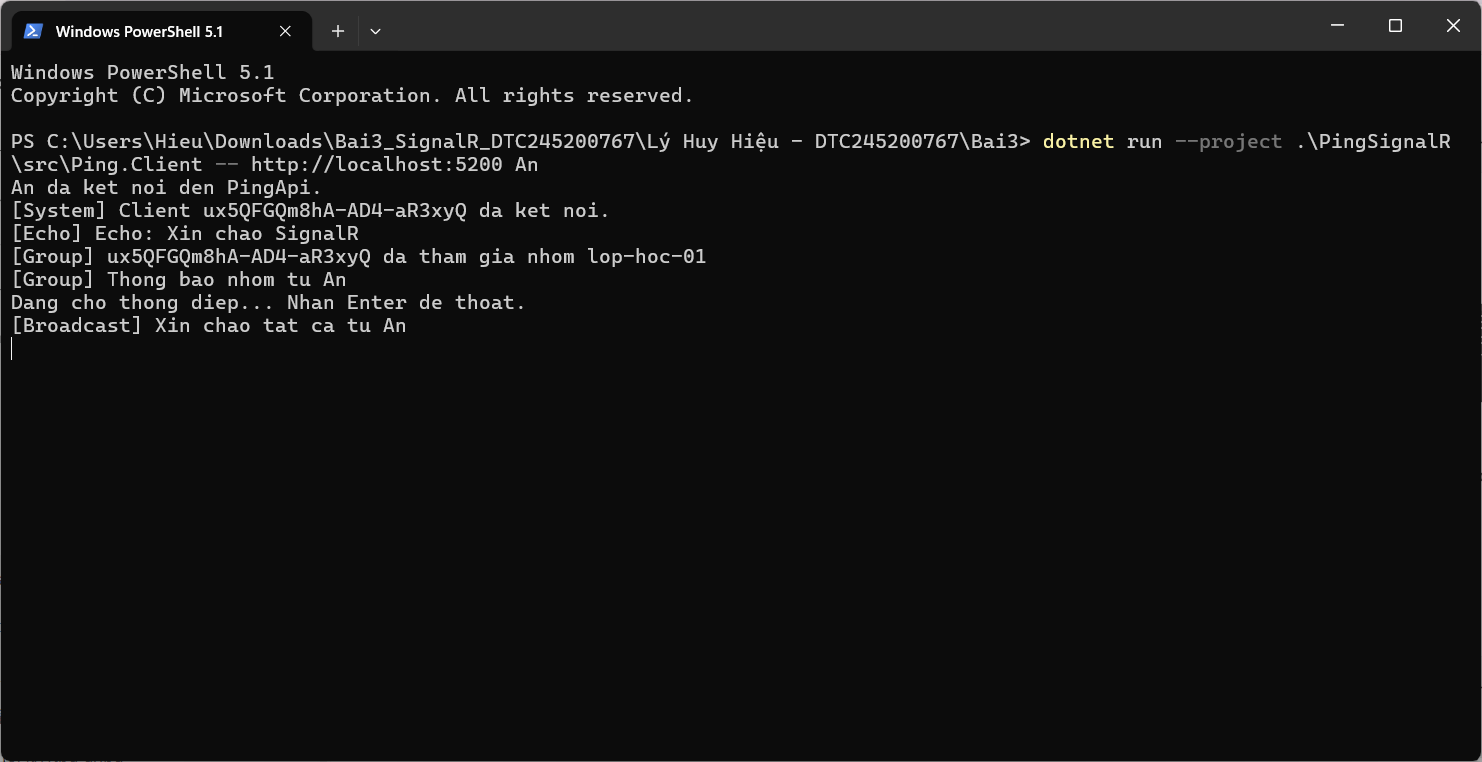 Windows PowerShell 5.1
Windows PowerShell 5.1
Copyright (C) Microsoft Corporation. All rights reserved.
PS C:\Users\Hieu\Downloads\Bai3_SignalR_DTC245200767\Lý Huy Hiệu - DTC245200767\Bai3> dotnet run --project .\PingSignalR
\src\Ping.Client -- http://localhost:5200 An
An da ket noi den PingApi.
[System] Client ux5QFGQm8hA-AD4-aR3xyQ da ket noi.
[Echo] Echo: Xin chao SignalR
[Group] ux5QFGQm8hA-AD4-aR3xyQ da tham gia nhom lop-hoc-01
[Group] Thong bao nhom tu An
Dang cho thong diep... Nhan Enter de thoat.
[Broadcast] Xin chao tat ca tu An